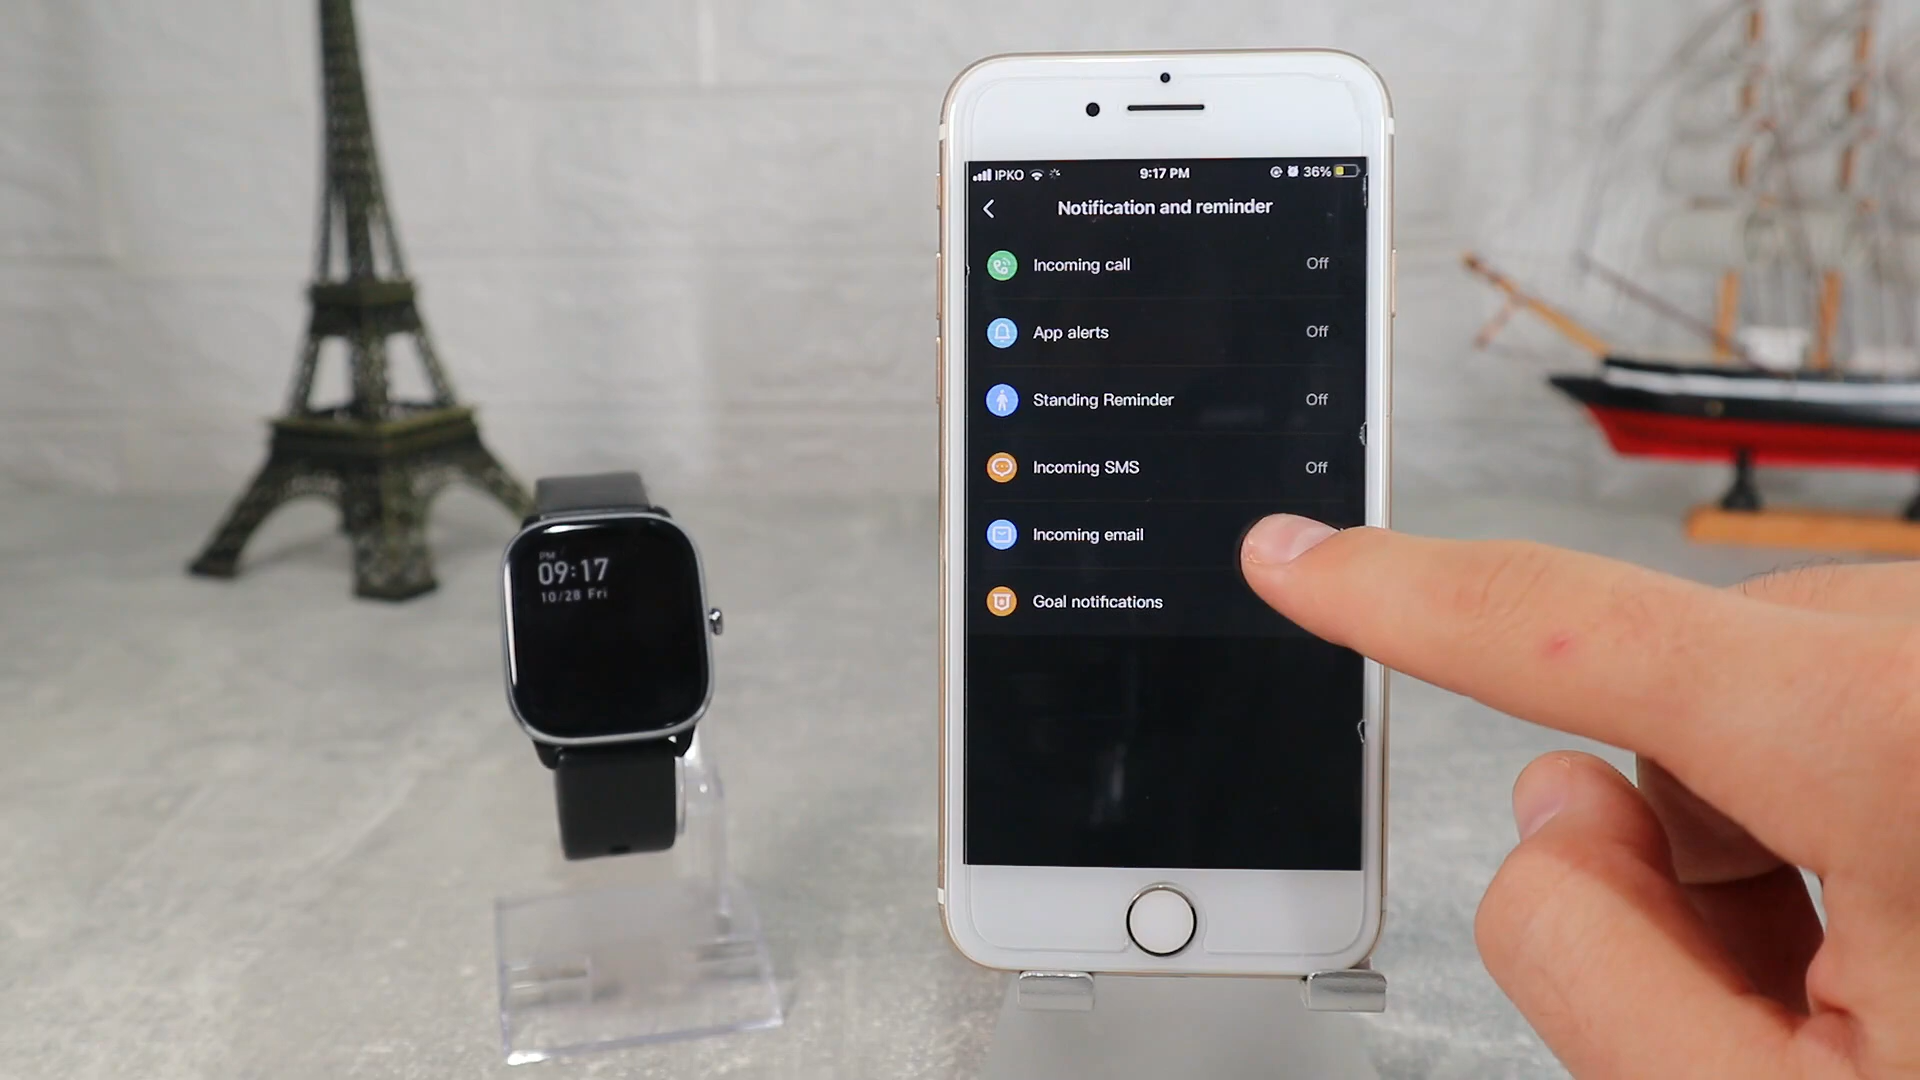 IPKO 9:17 PM 36%
Notification and reminder
Incoming call Off
App alerts Off
Standing Reminder Off
Incoming SMS Off
Incoming email
Goal notifications
PM
09:17
10/28 Fri